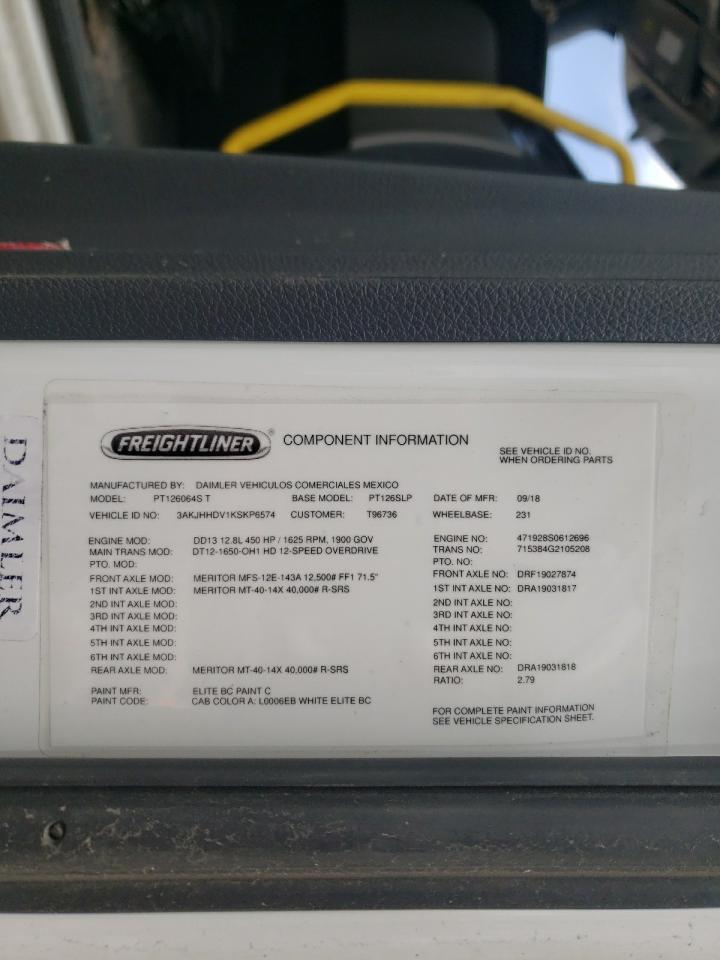 FREIGHTLINER ® COMPONENT INFORMATION
SEE VEHICLE ID NO.
WHEN ORDERING PARTS
MANUFACTURED BY: DAIMLER VEHICULOS COMERCIALES MEXICO
MODEL: PT126064S T BASE MODEL: PT126SLP DATE OF MFR: 09/18
VEHICLE ID NO: 3AKJHHDV1KSKP6574 CUSTOMER: T96736 WHEELBASE: 231
ENGINE MOD: DD13 12.8L 450 HP / 1625 RPM, 1900 GOV ENGINE NO: 471928S0612696
MAIN TRANS MOD: DT12-1650-OH1 HD 12-SPEED OVERDRIVE TRANS NO: 715384G2105208
PTO. MOD: PTO. NO:
FRONT AXLE MOD: MERITOR MFS-12E-143A 12,500# FF1 71.5" FRONT AXLE NO: DRF19027874
1ST INT AXLE MOD: MERITOR MT-40-14X 40,000# R-SRS 1ST INT AXLE NO: DRA19031817
2ND INT AXLE MOD: 2ND INT AXLE NO:
3RD INT AXLE MOD: 3RD INT AXLE NO:
4TH INT AXLE MOD: 4TH INT AXLE NO:
5TH INT AXLE MOD: 5TH INT AXLE NO:
6TH INT AXLE MOD: 6TH INT AXLE NO:
REAR AXLE MOD: MERITOR MT-40-14X 40,000# R-SRS REAR AXLE NO: DRA19031818
RATIO: 2.79
PAINT MFR: ELITE BC PAINT C
PAINT CODE: CAB COLOR A: L0006EB WHITE ELITE BC
FOR COMPLETE PAINT INFORMATION
SEE VEHICLE SPECIFICATION SHEET.
DAIMLER